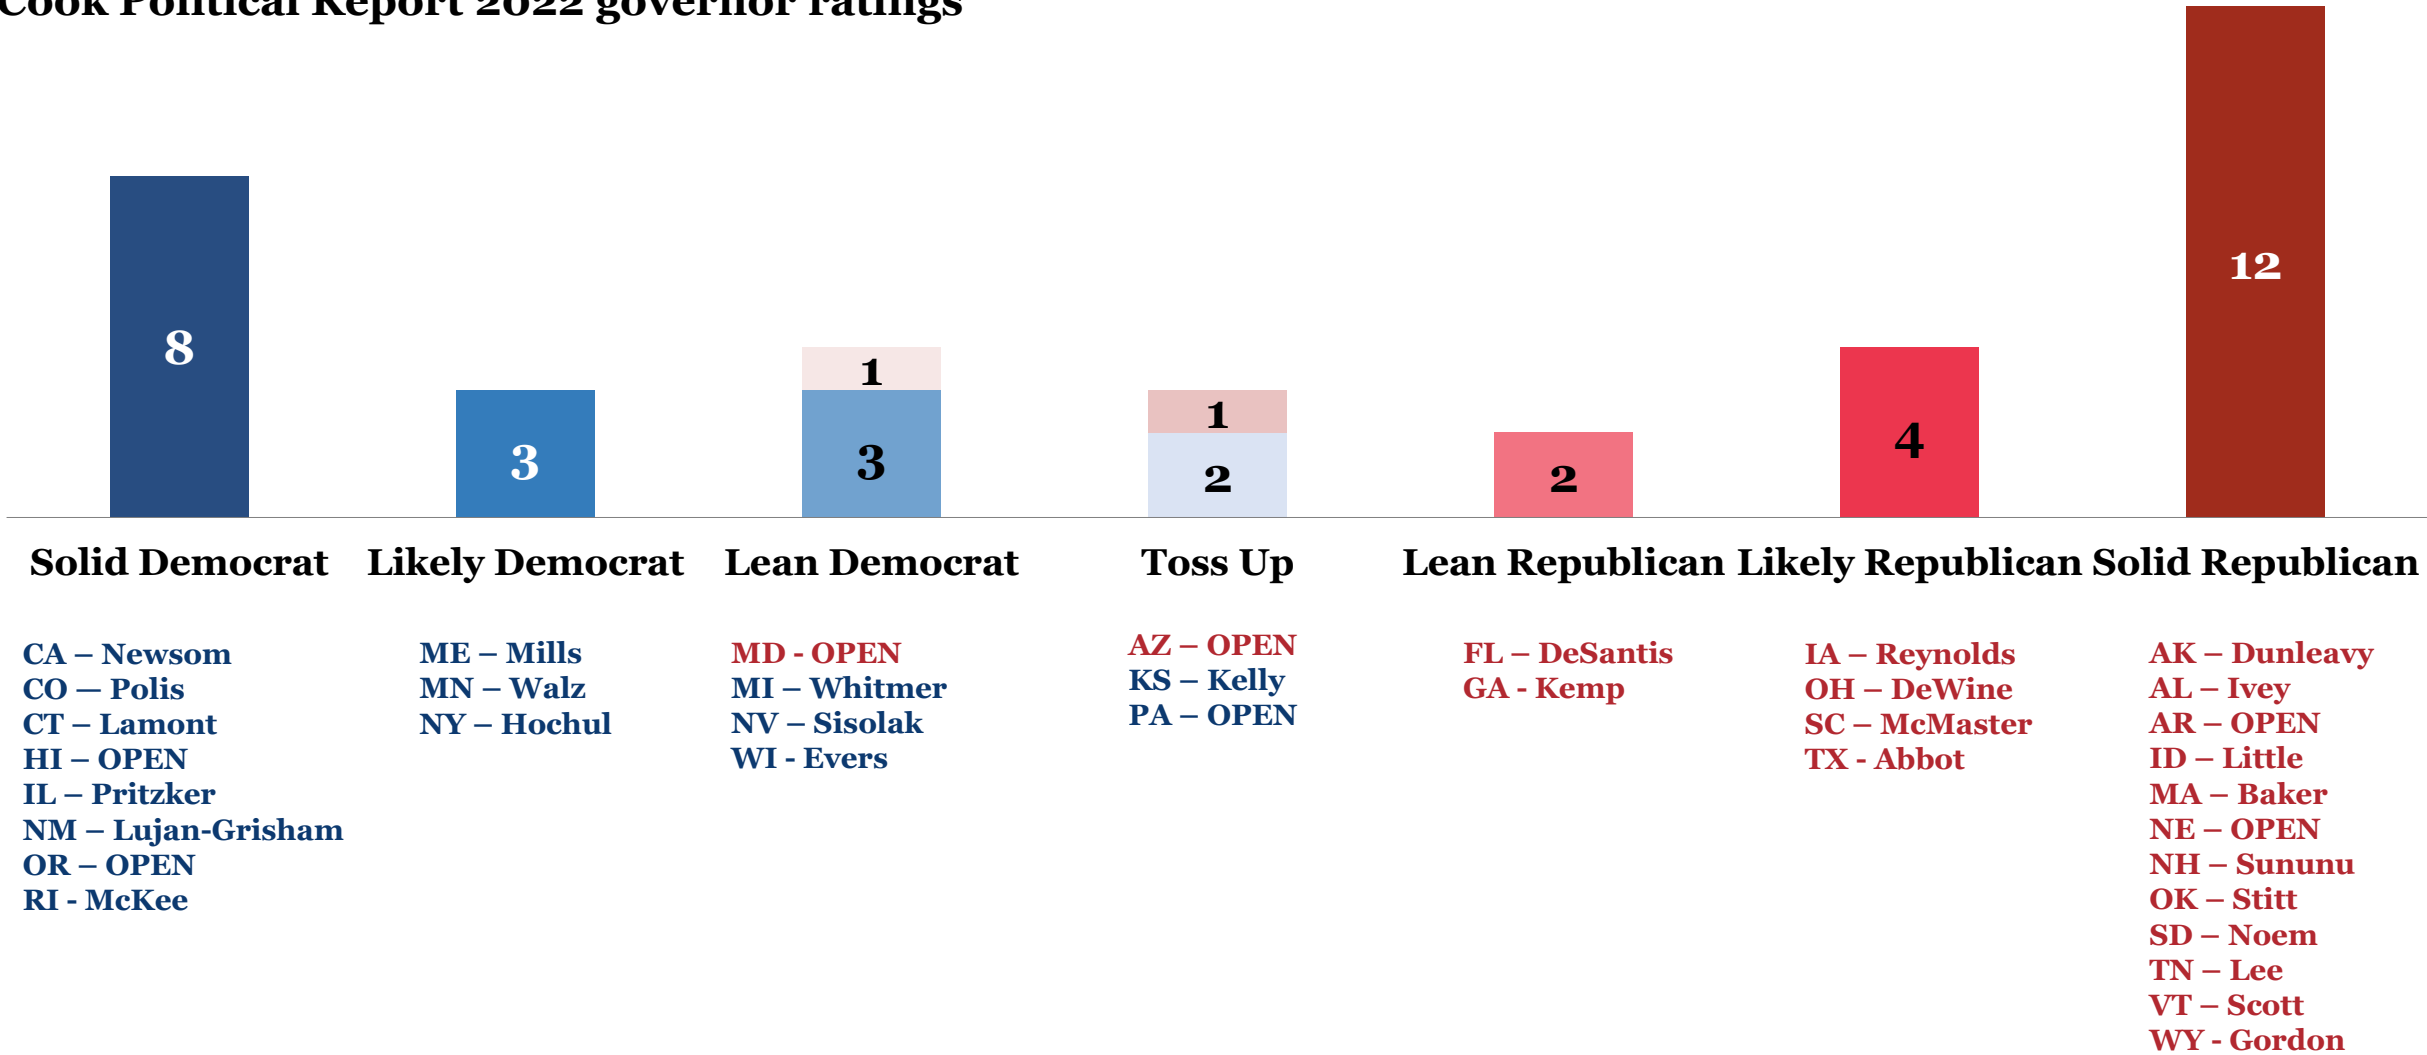 Cook Political Report 2022 governor ratings
8
3
1
3
1
2
2
4
12
Solid Democrat
Likely Democrat
Lean Democrat
Toss Up
Lean Republican
Likely Republican
Solid Republican
CA – Newsom
CO — Polis
CT – Lamont
HI – OPEN
IL – Pritzker
NM – Lujan-Grisham
OR – OPEN
RI - McKee
ME – Mills
MN – Walz
NY – Hochul
MD - OPEN
MI – Whitmer
NV – Sisolak
WI - Evers
AZ – OPEN
KS – Kelly
PA – OPEN
FL – DeSantis
GA - Kemp
IA – Reynolds
OH – DeWine
SC – McMaster
TX - Abbot
AK – Dunleavy
AL – Ivey
AR – OPEN
ID – Little
MA – Baker
NE – OPEN
NH – Sununu
OK – Stitt
SD – Noem
TN – Lee
VT – Scott
WY - Gordon